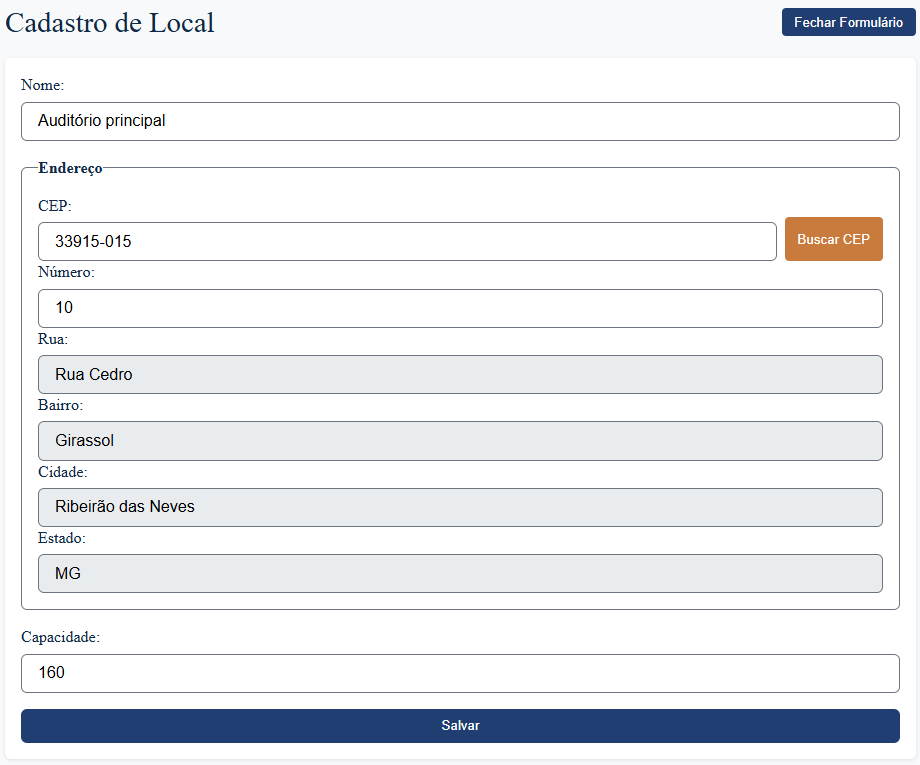 Cadastro de Local
Fechar Formulário
Nome:
Auditório principal
Endereço
CEP:
33915-015
Buscar CEP
Número:
10
Rua:
Rua Cedro
Bairro:
Girassol
Cidade:
Ribeirão das Neves
Estado:
MG
Capacidade:
160
Salvar